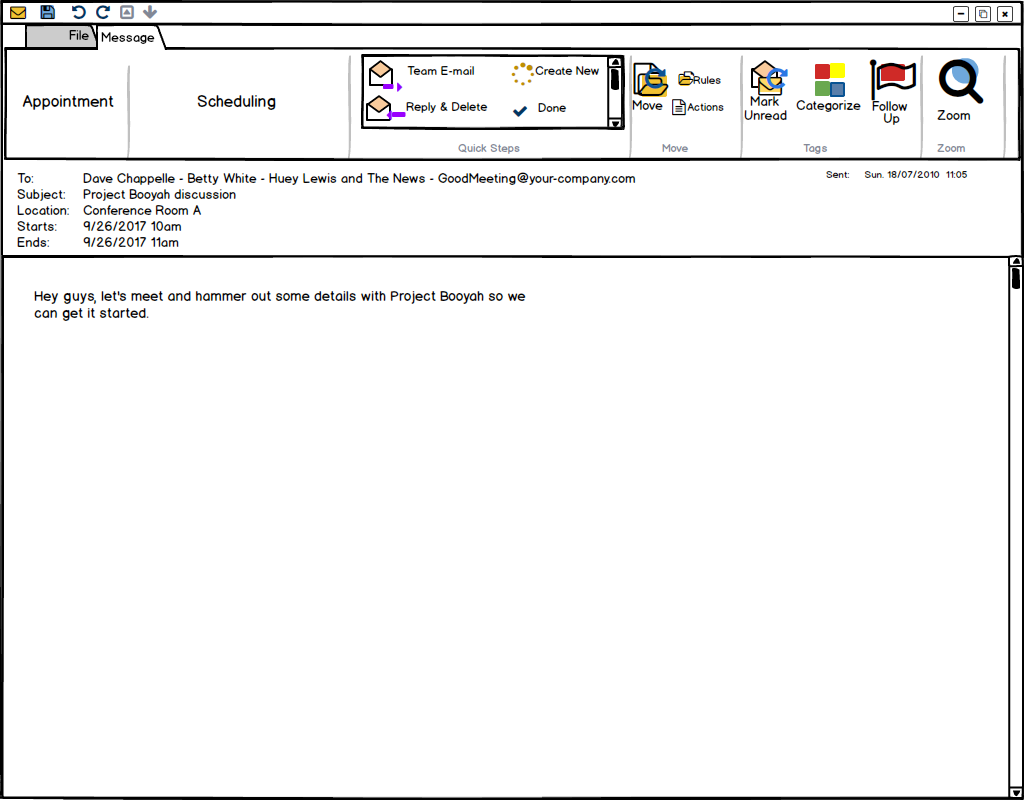 File
Message
Appointment
Scheduling
Team E-mail
Create New
Reply & Delete
Done
Quick Steps
Move
Rules
Actions
Move
Mark
Unread
Categorize
Follow
Up
Tags
Zoom
Zoom
To: Dave Chappelle - Betty White - Huey Lewis and The News - GoodMeeting@your-company.com
Sent: Sun. 18/07/2010 11:05
Subject: Project Booyah discussion
Location: Conference Room A
Starts: 9/26/2017 10am
Ends: 9/26/2017 11am
Hey guys, let's meet and hammer out some details with Project Booyah so we
can get it started.